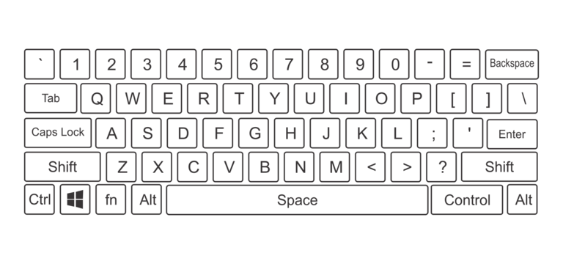 ` 1 2 3 4 5 6 7 8 9 0 - = Backspace
Tab Q W E R T Y U I O P [ ] \
Caps Lock A S D F G H J K L ; ' Enter
Shift Z X C V B N M < > ? Shift
Ctrl fn Alt Space Control Alt